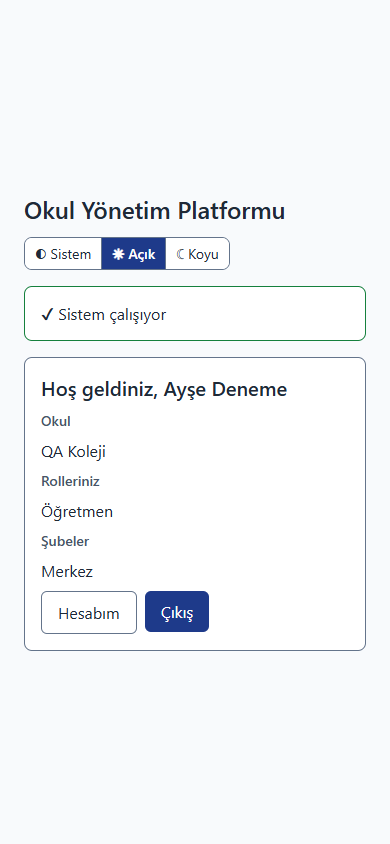 Okul Yönetim Platformu
Sistem Açık Koyu
✓ Sistem çalışıyor
Hoş geldiniz, Ayşe Deneme
Okul
QA Koleji
Rolleriniz
Öğretmen
Şubeler
Merkez
Hesabım Çıkış